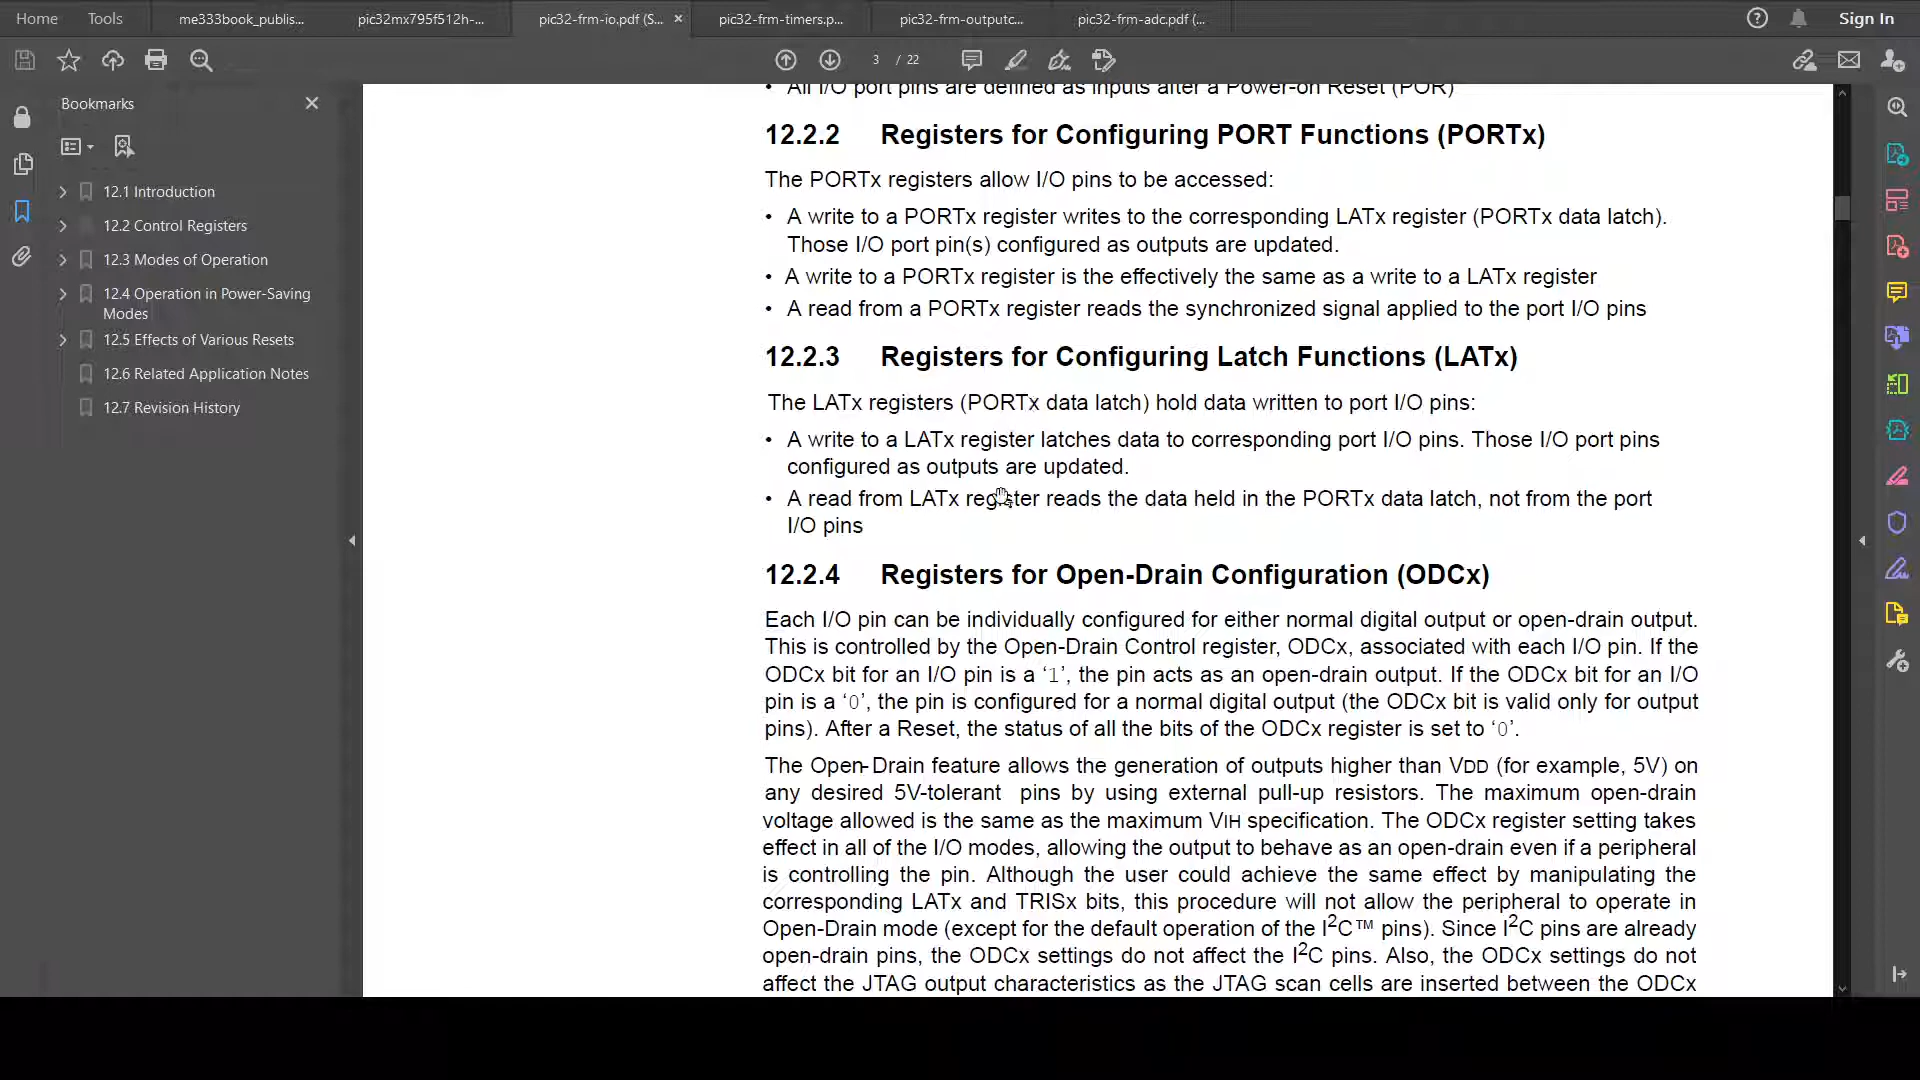 Home Tools me333book_publis... pic32mx795f512h-... pic32-frm-io.pdf (S... × pic32-frm-timers.p... pic32-frm-outputc... pic32-frm-adc.pdf (... Sign In
3 / 22
Bookmarks
12.1 Introduction
12.2 Control Registers
12.3 Modes of Operation
12.4 Operation in Power-Saving
Modes
12.5 Effects of Various Resets
12.6 Related Application Notes
12.7 Revision History
• All I/O port pins are defined as inputs after a Power-on Reset (POR)
12.2.2 Registers for Configuring PORT Functions (PORTx)
The PORTx registers allow I/O pins to be accessed:
• A write to a PORTx register writes to the corresponding LATx register (PORTx data latch).
Those I/O port pin(s) configured as outputs are updated.
• A write to a PORTx register is the effectively the same as a write to a LATx register
• A read from a PORTx register reads the synchronized signal applied to the port I/O pins
12.2.3 Registers for Configuring Latch Functions (LATx)
The LATx registers (PORTx data latch) hold data written to port I/O pins:
• A write to a LATx register latches data to corresponding port I/O pins. Those I/O port pins
configured as outputs are updated.
• A read from LATx register reads the data held in the PORTx data latch, not from the port
I/O pins
12.2.4 Registers for Open-Drain Configuration (ODCx)
Each I/O pin can be individually configured for either normal digital output or open-drain output.
This is controlled by the Open-Drain Control register, ODCx, associated with each I/O pin. If the
ODCx bit for an I/O pin is a ‘1’, the pin acts as an open-drain output. If the ODCx bit for an I/O
pin is a ‘0’, the pin is configured for a normal digital output (the ODCx bit is valid only for output
pins). After a Reset, the status of all the bits of the ODCx register is set to ‘0’.
The Open-Drain feature allows the generation of outputs higher than VDD (for example, 5V) on
any desired 5V-tolerant pins by using external pull-up resistors. The maximum open-drain
voltage allowed is the same as the maximum VIH specification. The ODCx register setting takes
effect in all of the I/O modes, allowing the output to behave as an open-drain even if a peripheral
is controlling the pin. Although the user could achieve the same effect by manipulating the
corresponding LATx and TRISx bits, this procedure will not allow the peripheral to operate in
Open-Drain mode (except for the default operation of the I²C™ pins). Since I²C pins are already
open-drain pins, the ODCx settings do not affect the I²C pins. Also, the ODCx settings do not
affect the JTAG output characteristics as the JTAG scan cells are inserted between the ODCx